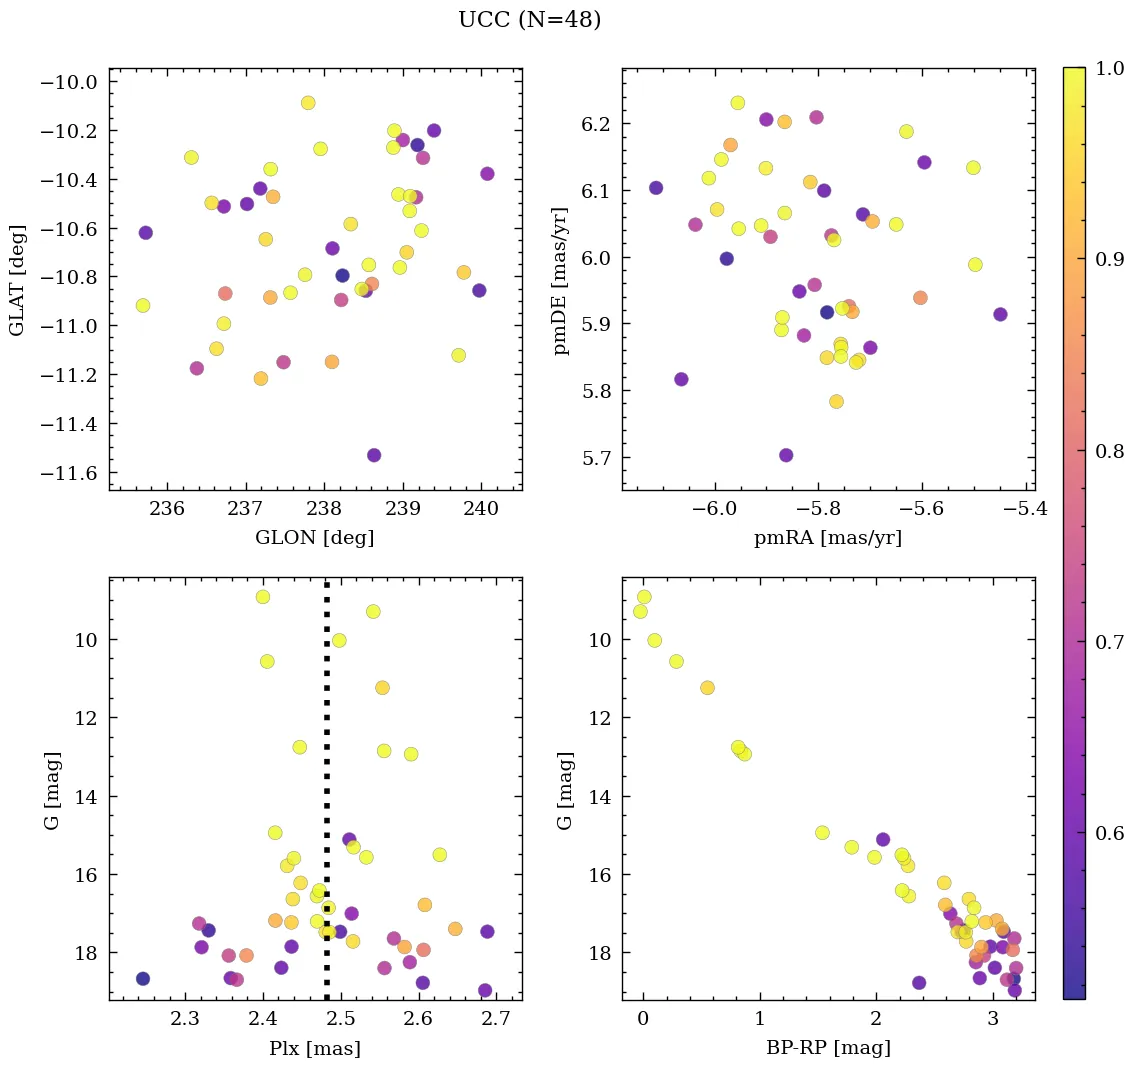 UCC (N=48)
−10.0
−10.2
−10.4
−10.6
−10.8
−11.0
−11.2
−11.4
−11.6
GLAT [deg]
236 237 238 239 240
GLON [deg]
6.2
6.1
6.0
5.9
5.8
5.7
pmDE [mas/yr]
−6.0 −5.8 −5.6 −5.4
pmRA [mas/yr]
10
12
14
16
18
G [mag]
2.3 2.4 2.5 2.6 2.7
Plx [mas]
10
12
14
16
18
G [mag]
0 1 2 3
BP-RP [mag]
1.0
0.9
0.8
0.7
0.6